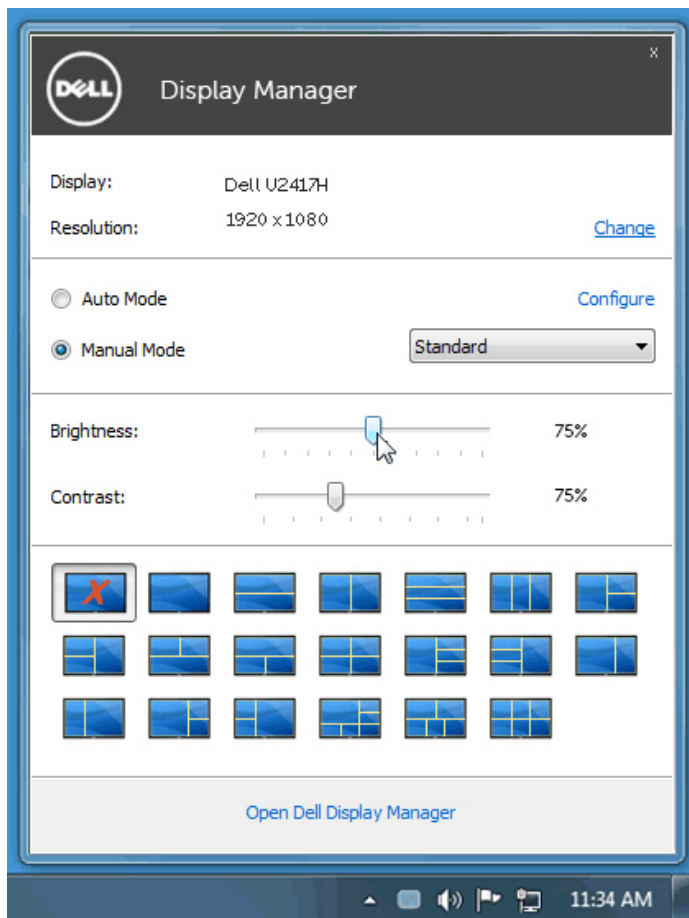 DELL
Display Manager
x
Display: Dell U2417H
Resolution: 1920 x 1080 Change
Auto Mode Configure
Manual Mode Standard
Brightness: 75%
Contrast: 75%
X
Open Dell Display Manager
11:34 AM